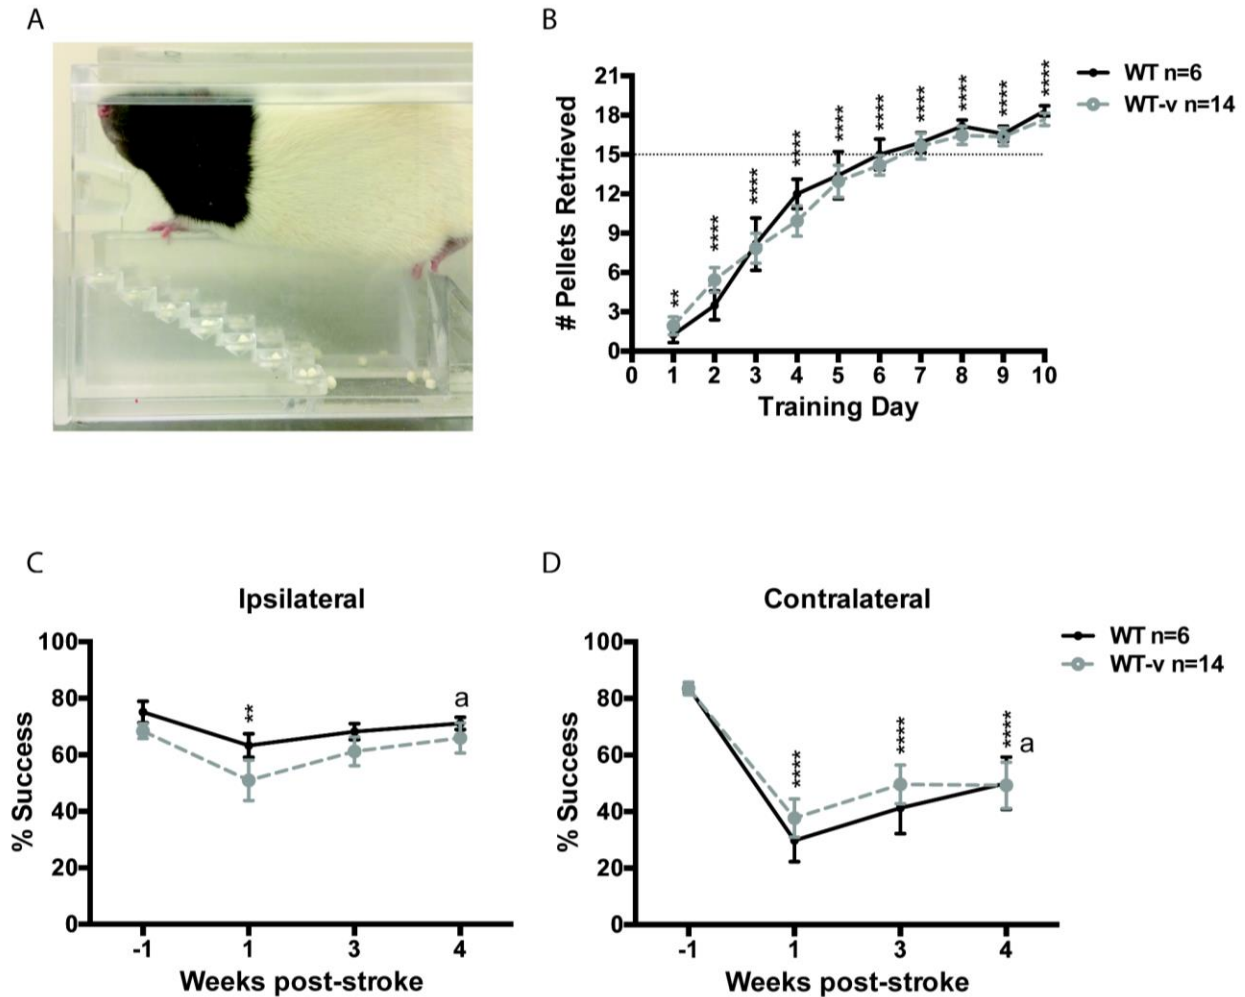 A
B
# Pellets Retrieved
21
18
15
12
9
6
3
0
** **** **** **** **** **** **** **** **** ****
0 1 2 3 4 5 6 7 8 9 10
Training Day
WT n=6
WT-v n=14
C
Ipsilateral
% Success
100
80
60
40
20
0
**
a
-1 1 3 4
Weeks post-stroke
D
Contralateral
% Success
100
80
60
40
20
0
**** **** ****
a
-1 1 3 4
Weeks post-stroke
WT n=6
WT-v n=14